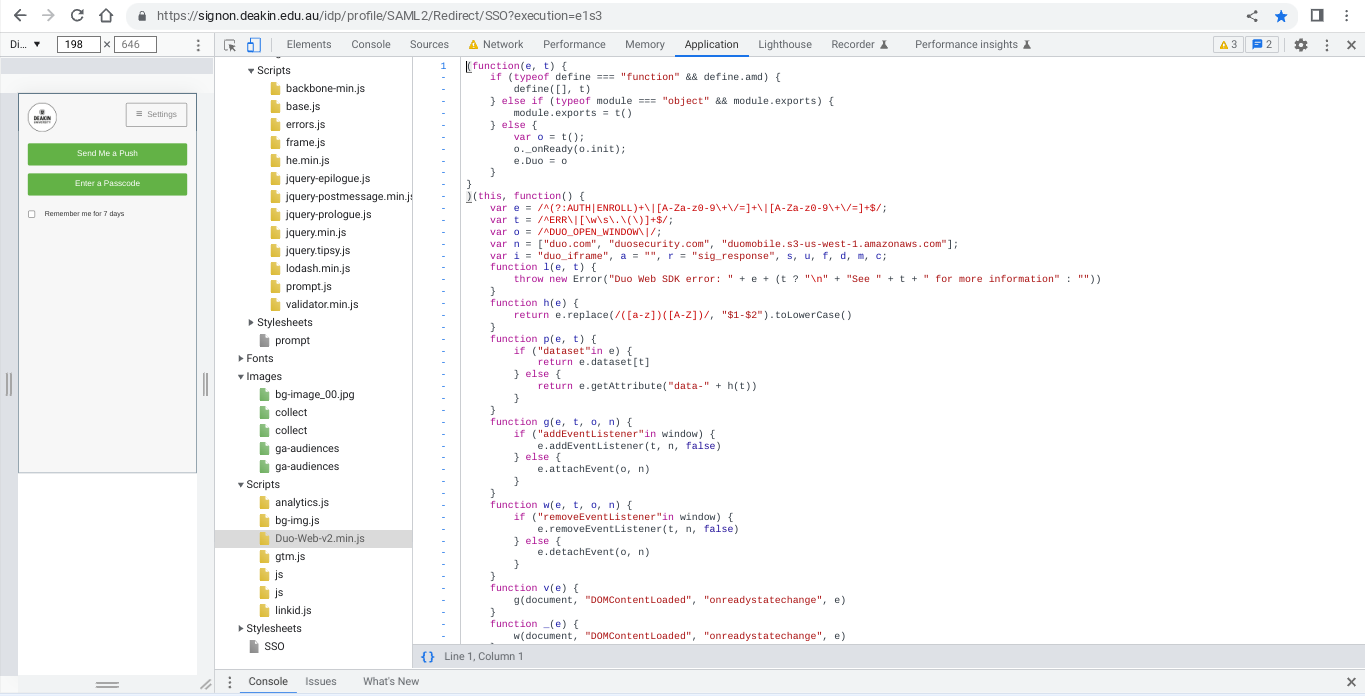 https://signon.deakin.edu.au/idp/profile/SAML2/Redirect/SSO?execution=e1s3
Di... ▼ 198 × 646
Elements Console Sources Network Performance Memory Application Lighthouse Recorder Performance insights 3 2
DEAKIN
≡ Settings
Send Me a Push
Enter a Passcode
Remember me for 7 days
Scripts
backbone-min.js
base.js
errors.js
frame.js
he.min.js
jquery-epilogue.js
jquery-postmessage.min.js
jquery-prologue.js
jquery.min.js
jquery.tipsy.js
lodash.min.js
prompt.js
validator.min.js
Stylesheets
prompt
Fonts
Images
bg-image_00.jpg
collect
collect
ga-audiences
ga-audiences
Scripts
analytics.js
bg-img.js
Duo-Web-v2.min.js
gtm.js
js
js
linkid.js
Stylesheets
SSO
1 (function(e, t) {
- if (typeof define === "function" && define.amd) {
- define([], t)
- } else if (typeof module === "object" && module.exports) {
- module.exports = t()
- } else {
- var o = t();
- o._onReady(o.init);
- e.Duo = o
- }
- }
- )(this, function() {
- var e = /^(?:AUTH|ENROLL)+\|[A-Za-z0-9\+\/=]+\|[A-Za-z0-9\+\/=]+$/;
- var t = /^ERR\|[\w\s\.\(\)]+$/;
- var o = /^DUO_OPEN_WINDOW\|/;
- var n = ["duo.com", "duosecurity.com", "duomobile.s3-us-west-1.amazonaws.com"];
- var i = "duo_iframe", a = "", r = "sig_response", s, u, f, d, m, c;
- function l(e, t) {
- throw new Error("Duo Web SDK error: " + e + (t ? "\n" + "See " + t + " for more information" : ""))
- }
- function h(e) {
- return e.replace(/([a-z])([A-Z])/, "$1-$2").toLowerCase()
- }
- function p(e, t) {
- if ("dataset"in e) {
- return e.dataset[t]
- } else {
- return e.getAttribute("data-" + h(t))
- }
- }
- function g(e, t, o, n) {
- if ("addEventListener"in window) {
- e.addEventListener(t, n, false)
- } else {
- e.attachEvent(o, n)
- }
- }
- function w(e, t, o, n) {
- if ("removeEventListener"in window) {
- e.removeEventListener(t, n, false)
- } else {
- e.detachEvent(o, n)
- }
- }
- function v(e) {
- g(document, "DOMContentLoaded", "onreadystatechange", e)
- }
- function _(e) {
- w(document, "DOMContentLoaded", "onreadystatechange", e)
{} Line 1, Column 1
Console Issues What's New